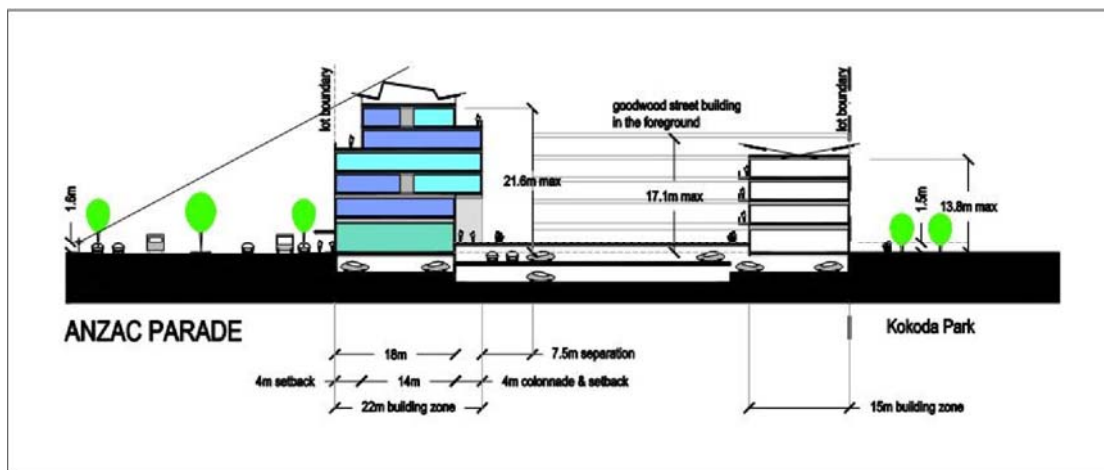 lot boundary
goodwood street building
in the foreground
lot boundary
1.6m
21.6m max
17.1m max
1.5m
13.8m max
ANZAC PARADE
Kokoda Park
18m
7.5m separation
4m setback
14m
4m colonnade & setback
22m building zone
15m building zone